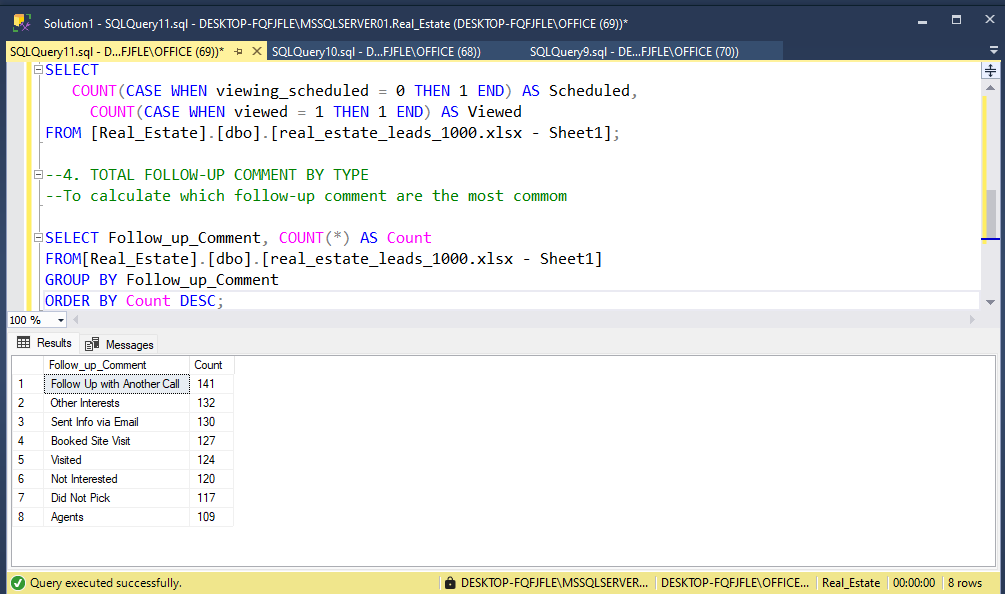 Solution1 - SQLQuery11.sql - DESKTOP-FQFJFLE\MSSQLSERVER01.Real_Estate (DESKTOP-FQFJFLE\OFFICE (69))*
SQLQuery11.sql - D...FJFLE\OFFICE (69))* SQLQuery10.sql - D...FJFLE\OFFICE (68)) SQLQuery9.sql - DE...FJFLE\OFFICE (70))
SELECT
COUNT(CASE WHEN viewing_scheduled = 0 THEN 1 END) AS Scheduled,
COUNT(CASE WHEN viewed = 1 THEN 1 END) AS Viewed
FROM [Real_Estate].[dbo].[real_estate_leads_1000.xlsx - Sheet1];
--4. TOTAL FOLLOW-UP COMMENT BY TYPE
--To calculate which follow-up comment are the most commom
SELECT Follow_up_Comment, COUNT(*) AS Count
FROM[Real_Estate].[dbo].[real_estate_leads_1000.xlsx - Sheet1]
GROUP BY Follow_up_Comment
ORDER BY Count DESC;
100 %
Results Messages
Follow_up_Comment Count
1 Follow Up with Another Call 141
2 Other Interests 132
3 Sent Info via Email 130
4 Booked Site Visit 127
5 Visited 124
6 Not Interested 120
7 Did Not Pick 117
8 Agents 109
Query executed successfully. DESKTOP-FQFJFLE\MSSQLSERVER... DESKTOP-FQFJFLE\OFFICE... Real_Estate 00:00:00 8 rows